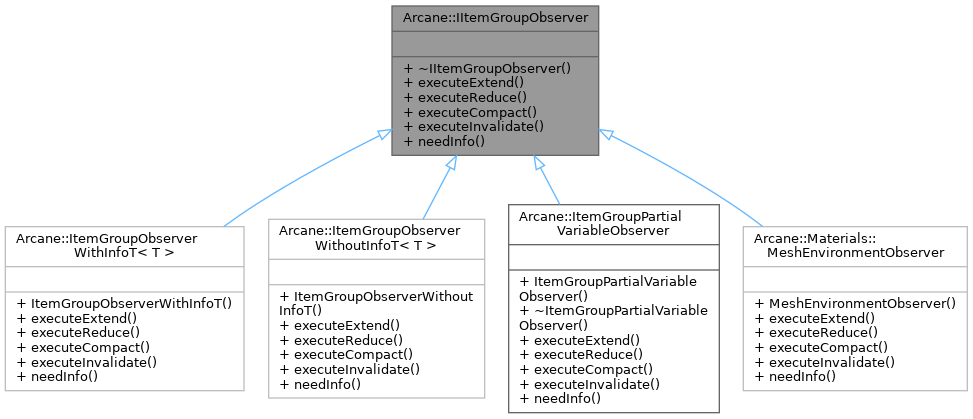 Arcane::IItemGroupObserver
+ ~IItemGroupObserver()
+ executeExtend()
+ executeReduce()
+ executeCompact()
+ executeInvalidate()
+ needInfo()
Arcane::ItemGroupObserver
WithInfoT< T >
+ ItemGroupObserverWithInfoT()
+ executeExtend()
+ executeReduce()
+ executeCompact()
+ executeInvalidate()
+ needInfo()
Arcane::ItemGroupObserver
WithoutInfoT< T >
+ ItemGroupObserverWithout
InfoT()
+ executeExtend()
+ executeReduce()
+ executeCompact()
+ executeInvalidate()
+ needInfo()
Arcane::ItemGroupPartial
VariableObserver
+ ItemGroupPartialVariable
Observer()
+ ~ItemGroupPartialVariable
Observer()
+ executeExtend()
+ executeReduce()
+ executeCompact()
+ executeInvalidate()
+ needInfo()
Arcane::Materials::
MeshEnvironmentObserver
+ MeshEnvironmentObserver()
+ executeExtend()
+ executeReduce()
+ executeCompact()
+ executeInvalidate()
+ needInfo()